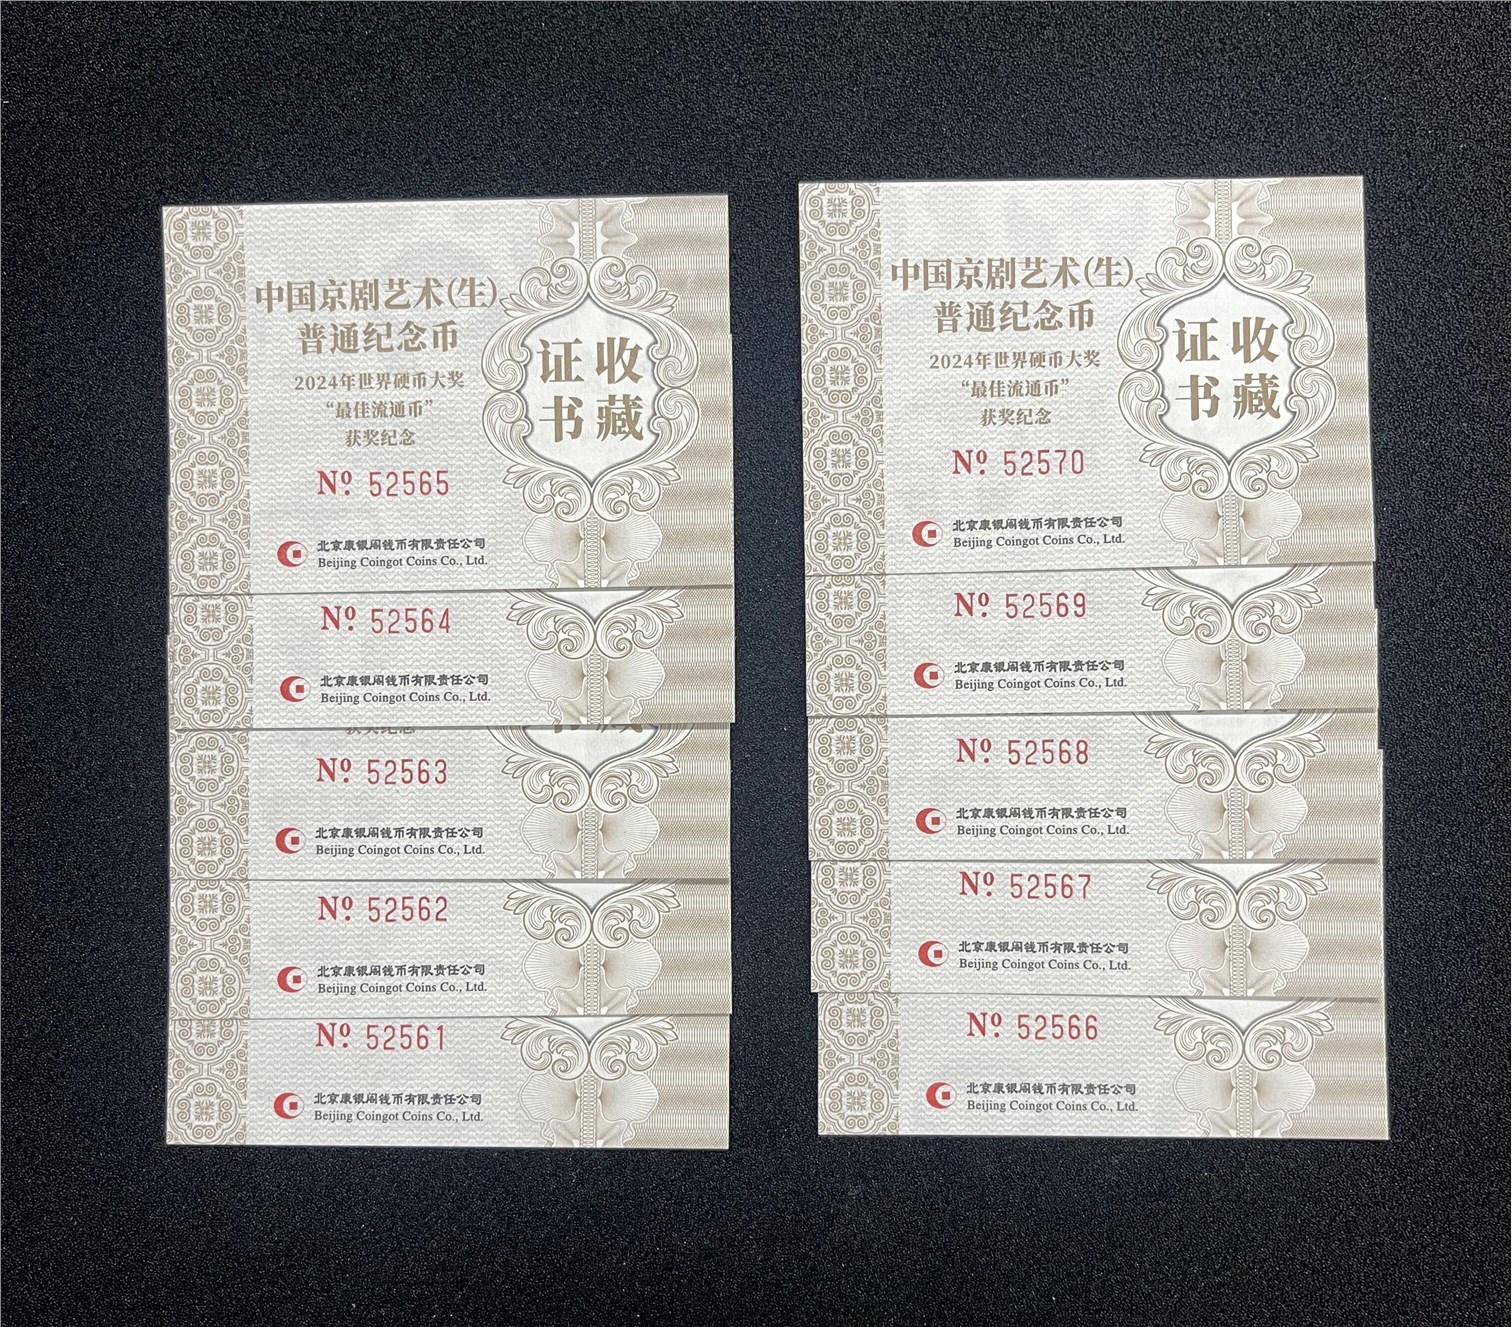 中国京剧艺术(生)
普通纪念币
2024年世界硬币大奖
“最佳流通币”
获奖纪念
收藏
证书
Nº 52565
北京康银阁钱币有限责任公司
Beijing Coingot Coins Co., Ltd.
Nº 52564
北京康银阁钱币有限责任公司
Beijing Coingot Coins Co., Ltd.
Nº 52563
北京康银阁钱币有限责任公司
Beijing Coingot Coins Co., Ltd.
Nº 52562
北京康银阁钱币有限责任公司
Beijing Coingot Coins Co., Ltd.
Nº 52561
北京康银阁钱币有限责任公司
Beijing Coingot Coins Co., Ltd.
中国京剧艺术(生)
普通纪念币
2024年世界硬币大奖
“最佳流通币”
获奖纪念
收藏
证书
Nº 52570
北京康银阁钱币有限责任公司
Beijing Coingot Coins Co., Ltd.
Nº 52569
北京康银阁钱币有限责任公司
Beijing Coingot Coins Co., Ltd.
Nº 52568
北京康银阁钱币有限责任公司
Beijing Coingot Coins Co., Ltd.
Nº 52567
北京康银阁钱币有限责任公司
Beijing Coingot Coins Co., Ltd.
Nº 52566
北京康银阁钱币有限责任公司
Beijing Coingot Coins Co., Ltd.